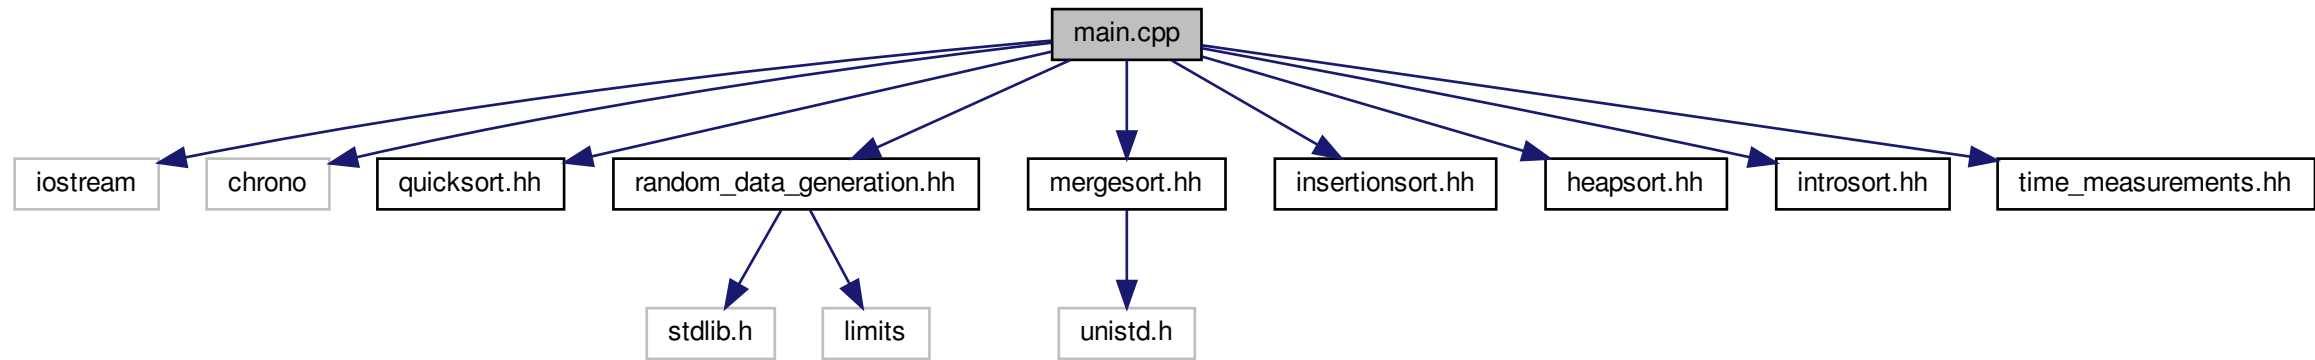 main.cpp
iostream
chrono
quicksort.hh
random_data_generation.hh
mergesort.hh
insertionsort.hh
heapsort.hh
introsort.hh
time_measurements.hh
stdlib.h
limits
unistd.h